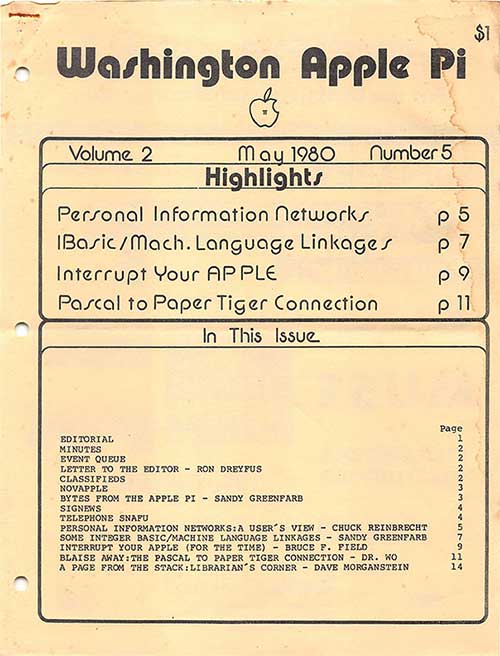 $1
Washington Apple Pi
Volume 2 May 1980 Number 5
Highlights
Personal Information Networks p 5
IBasic/Mach. Language Linkages p 7
Interrupt Your APPLE p 9
Pascal to Paper Tiger Connection p 11
In This Issue
Page
EDITORIAL 1
MINUTES 2
EVENT QUEUE 2
LETTER TO THE EDITOR - RON DREYFUS 2
CLASSIFIEDS 2
NOVAPPLE 3
BYTES FROM THE APPLE PI - SANDY GREENFARB 3
SIGNEWS 4
TELEPHONE SNAFU 4
PERSONAL INFORMATION NETWORKS:A USER´S VIEW - CHUCK REINBRECHT 5
SOME INTEGER BASIC/MACHINE LANGUAGE LINKAGES - SANDY GREENFARB 7
INTERRUPT YOUR APPLE (FOR THE TIME) - BRUCE F. FIELD 9
BLAISE AWAY:THE PASCAL TO PAPER TIGER CONNECTION - DR. WO 11
A PAGE FROM THE STACK:LIBRARIAN´S CORNER - DAVE MORGANSTEIN 14